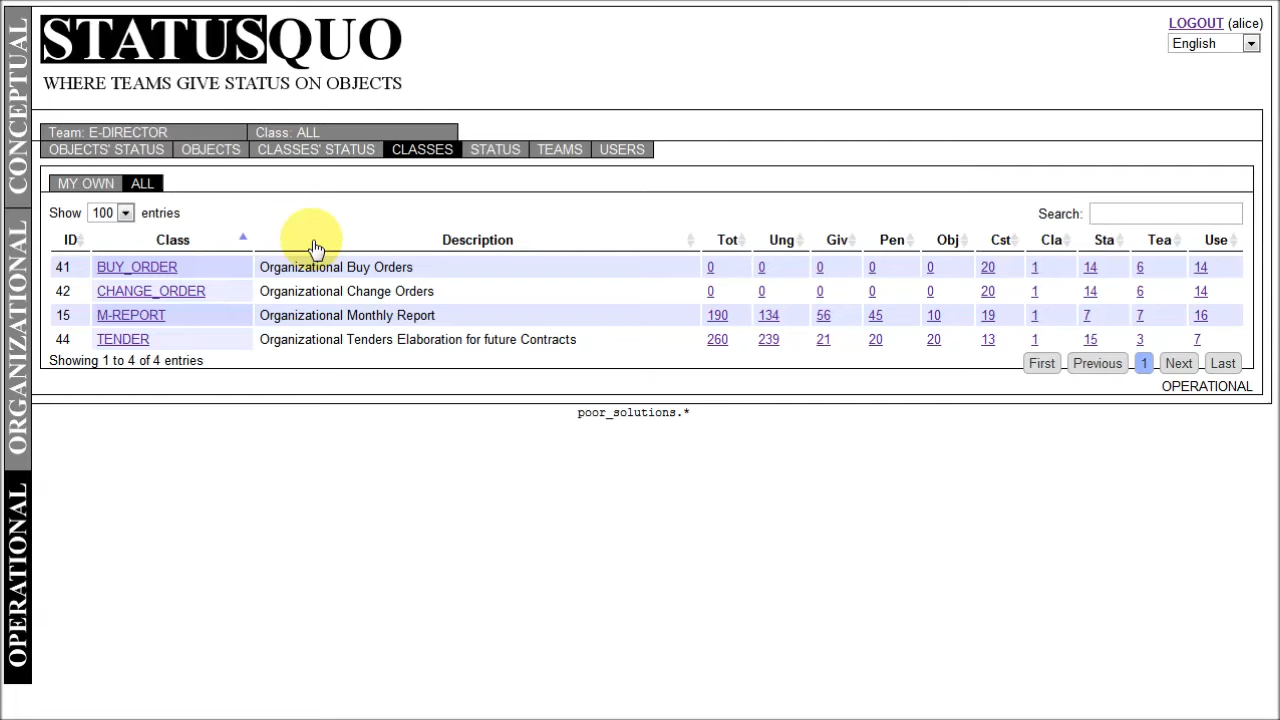 CONCEPTUAL
ORGANIZATIONAL
OPERATIONAL
STATUSQUO
WHERE TEAMS GIVE STATUS ON OBJECTS
LOGOUT (alice)
English
Team: E-DIRECTOR Class: ALL
OBJECTS' STATUS OBJECTS CLASSES' STATUS CLASSES STATUS TEAMS USERS
MY OWN ALL
Show 100 entries Search:
ID Class Description Tot Ung Giv Pen Obj Cst Cla Sta Tea Use
41 BUY_ORDER Organizational Buy Orders 0 0 0 0 0 20 1 14 6 14
42 CHANGE_ORDER Organizational Change Orders 0 0 0 0 0 20 1 14 6 14
15 M-REPORT Organizational Monthly Report 190 134 56 45 10 19 1 7 7 16
44 TENDER Organizational Tenders Elaboration for future Contracts 260 239 21 20 20 13 1 15 3 7
Showing 1 to 4 of 4 entries First Previous 1 Next Last
OPERATIONAL
poor_solutions.*